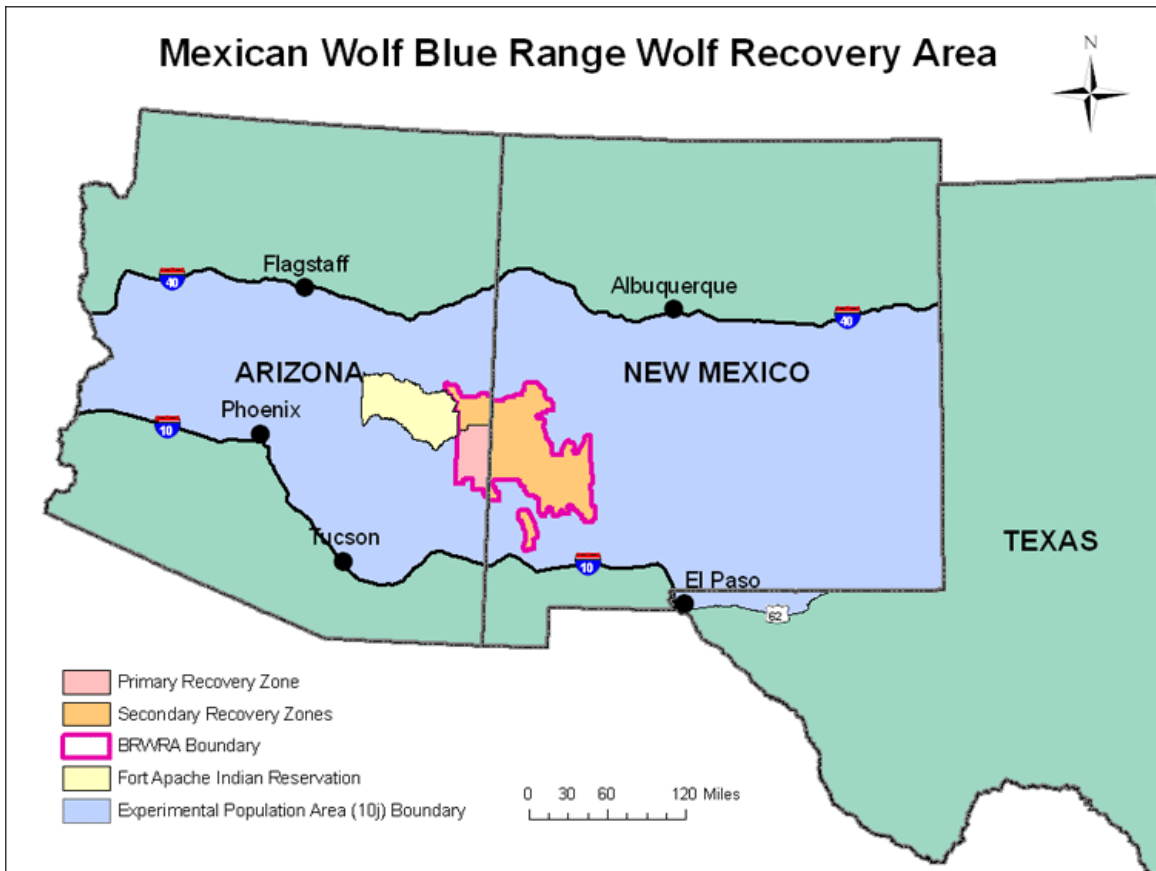 Mexican Wolf Blue Range Wolf Recovery Area
N
Flagstaff
40
Albuquerque
40
ARIZONA
NEW MEXICO
Phoenix
10
Tucson
10
TEXAS
El Paso
62
Primary Recovery Zone
Secondary Recovery Zones
BRWRA Boundary
Fort Apache Indian Reservation
Experimental Population Area (10j) Boundary
0 30 60 120 Miles